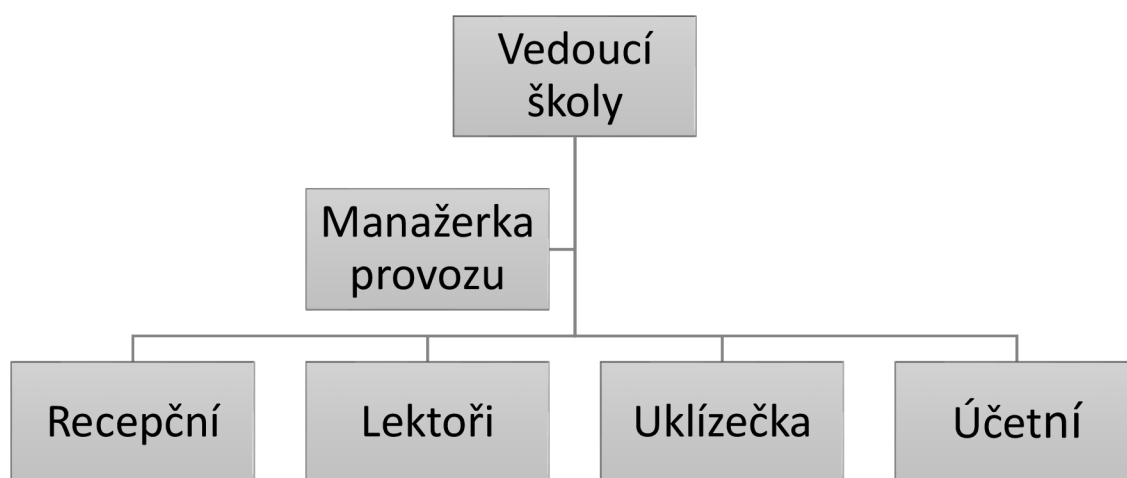 Vedoucí
školy
Manažerka
provozu
Recepční
Lektoři
Uklízečka
Účetní